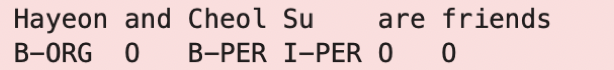 Hayeon and Cheol Su are friends
B-ORG O B-PER I-PER O O